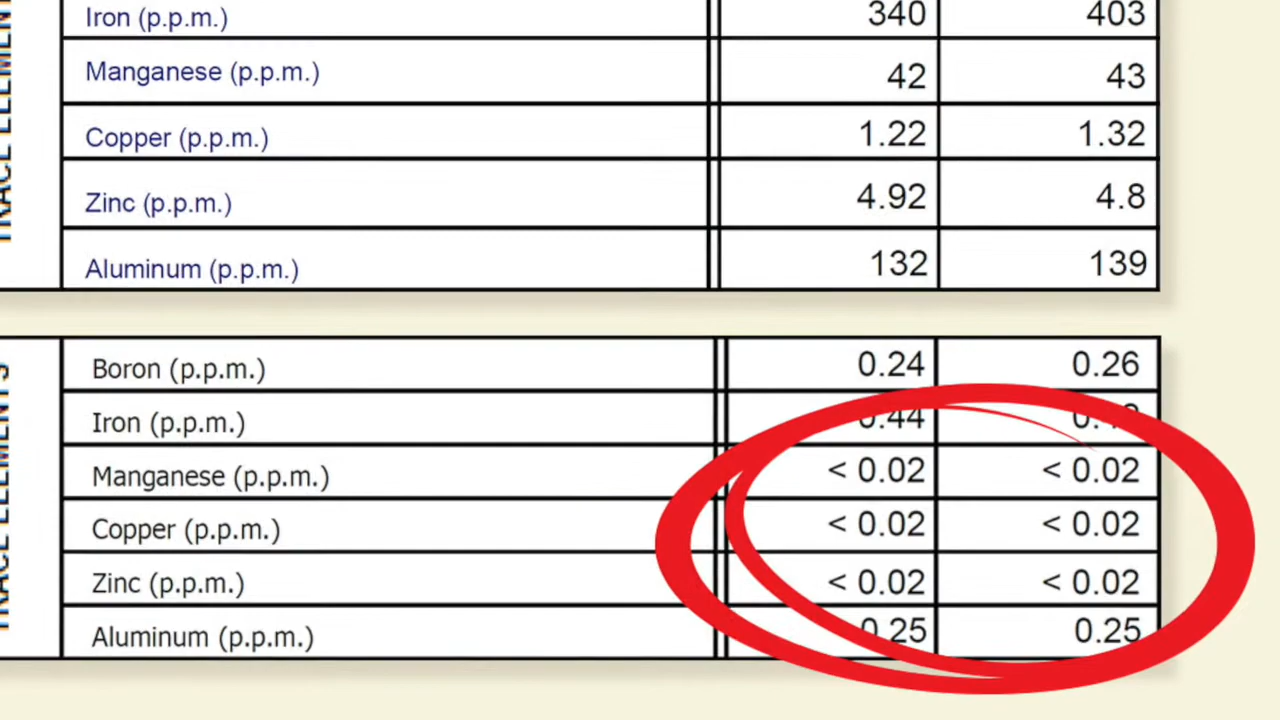 Iron (p.p.m.) 340 403
Manganese (p.p.m.) 42 43
Copper (p.p.m.) 1.22 1.32
Zinc (p.p.m.) 4.92 4.8
Aluminum (p.p.m.) 132 139
Boron (p.p.m.) 0.24 0.26
Iron (p.p.m.) 0.44
Manganese (p.p.m.) < 0.02 < 0.02
Copper (p.p.m.) < 0.02 < 0.02
Zinc (p.p.m.) < 0.02 < 0.02
Aluminum (p.p.m.) 0.25 0.25